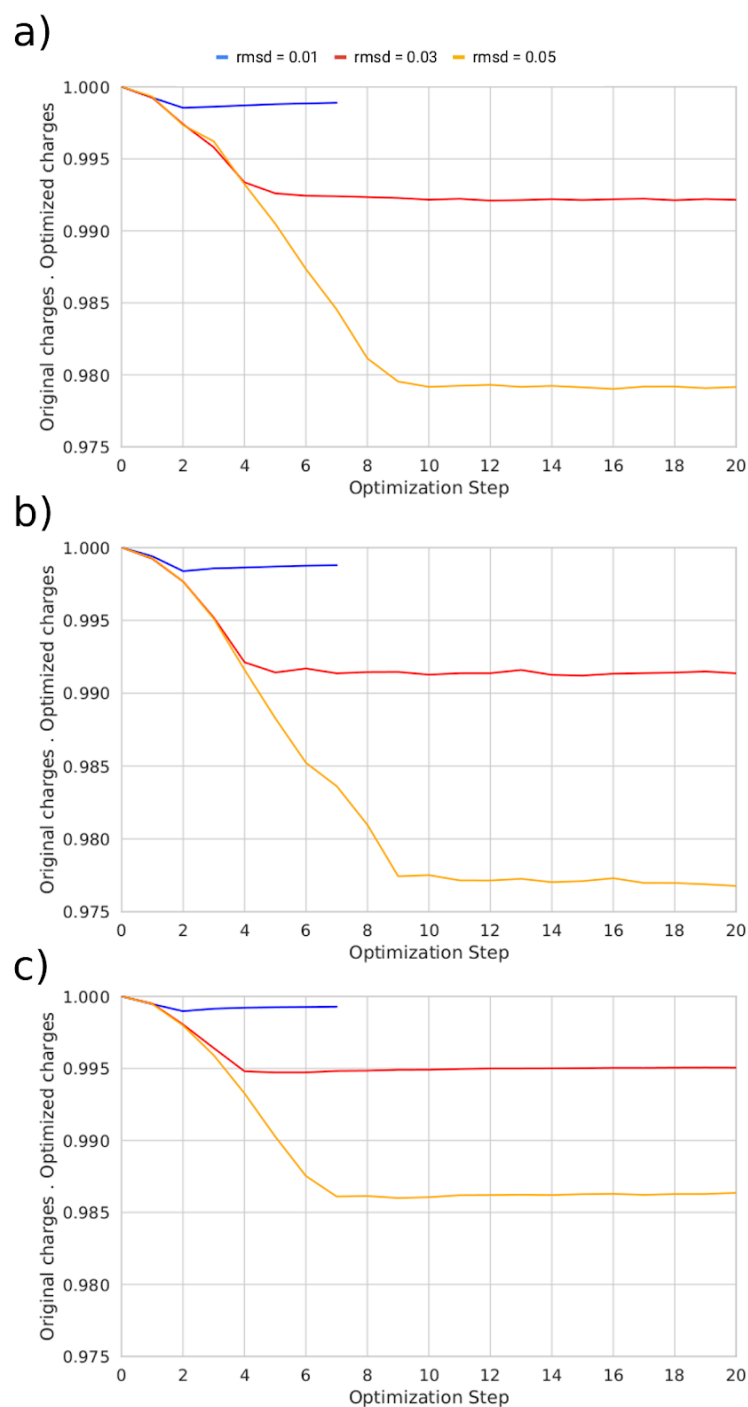 a)
rmsd = 0.01 rmsd = 0.03 rmsd = 0.05
Original charges . Optimized charges
1.000
0.995
0.990
0.985
0.980
0.975
0 2 4 6 8 10 12 14 16 18 20
Optimization Step
b)
Original charges . Optimized charges
1.000
0.995
0.990
0.985
0.980
0.975
0 2 4 6 8 10 12 14 16 18 20
Optimization Step
c)
Original charges . Optimized charges
1.000
0.995
0.990
0.985
0.980
0.975
0 2 4 6 8 10 12 14 16 18 20
Optimization Step